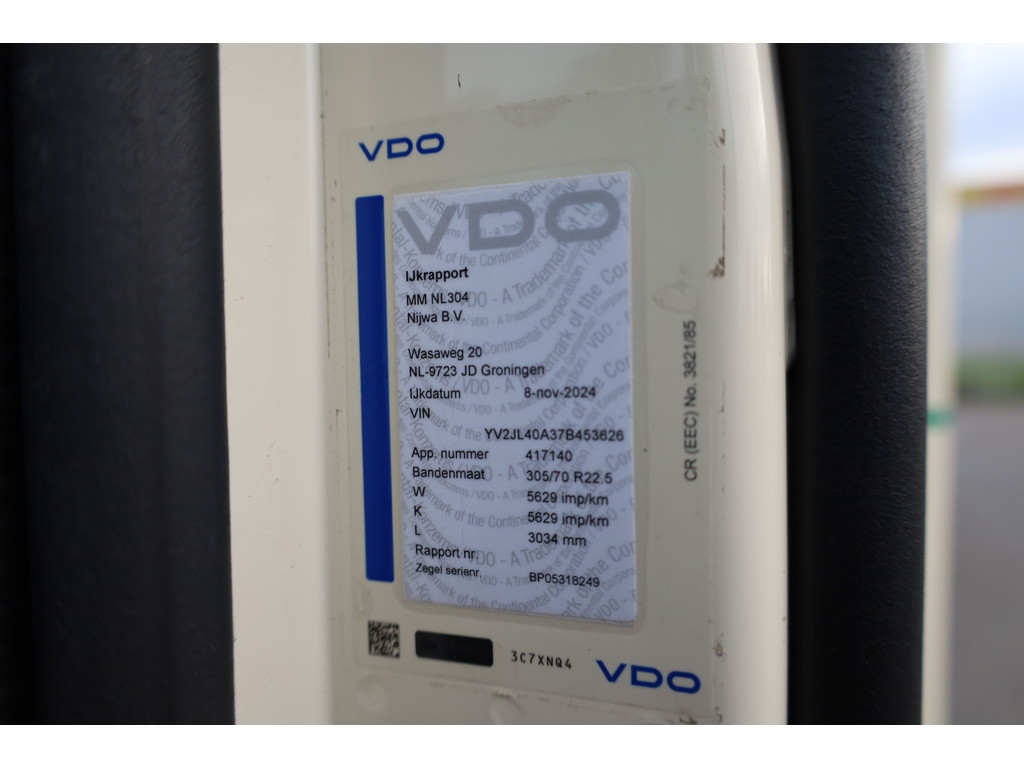 VDO
VDO
IJkrapport
MM NL304
Nijwa B.V.
Wasaweg 20
NL-9723 JD Groningen
IJkdatum 8-nov-2024
VIN
YV2JL40A37B453626
App. nummer 417140
Bandenmaat 305/70 R22.5
W 5629 imp/km
K 5629 imp/km
L 3034 mm
Rapport nr.
Zegel serienr. BP05318249
3C7XNQ4
VDO
CR (EEC) No. 3821/85